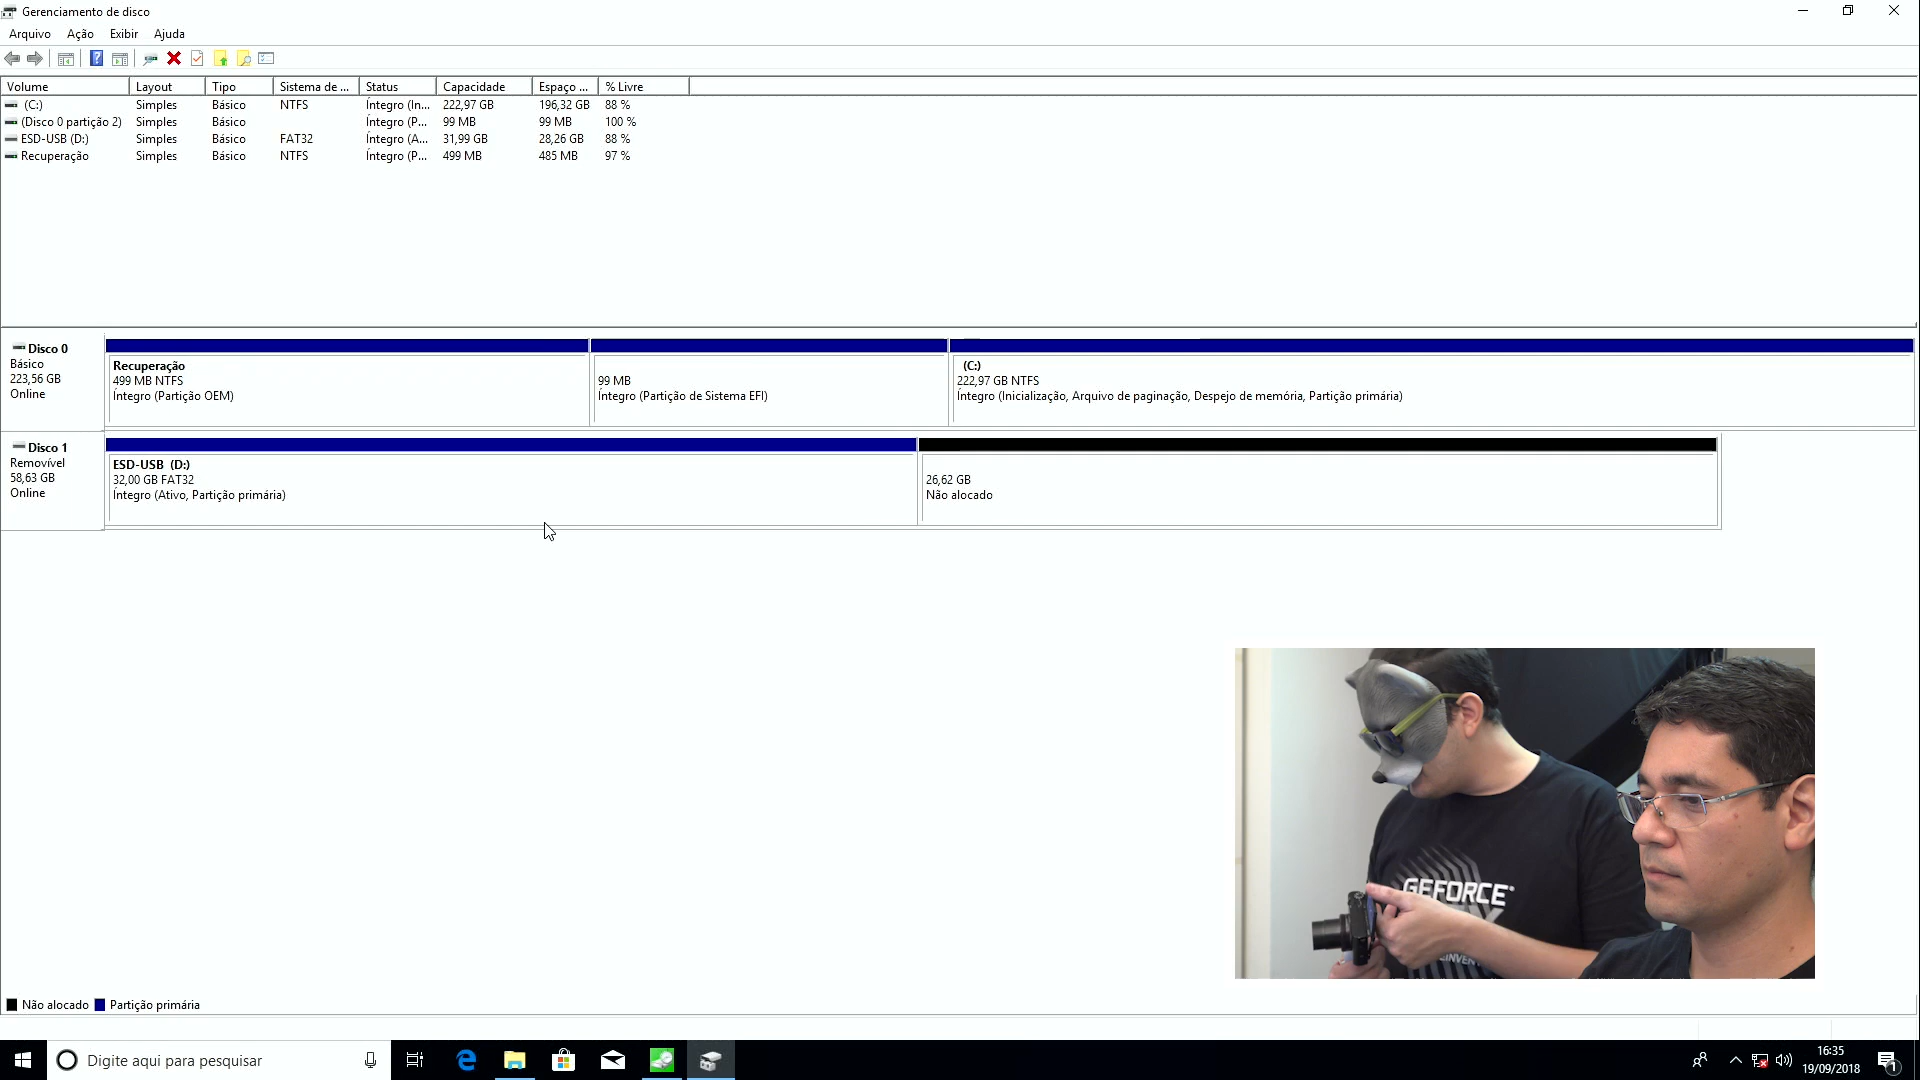 Gerenciamento de disco
Arquivo Ação Exibir Ajuda
Volume Layout Tipo Sistema de ... Status Capacidade Espaço ... % Livre
(C:) Simples Básico NTFS Íntegro (In... 222,97 GB 196,32 GB 88 %
(Disco 0 partição 2) Simples Básico Íntegro (P... 99 MB 99 MB 100 %
ESD-USB (D:) Simples Básico FAT32 Íntegro (A... 31,99 GB 28,26 GB 88 %
Recuperação Simples Básico NTFS Íntegro (P... 499 MB 485 MB 97 %
Disco 0
Básico
223,56 GB
Online
Recuperação
499 MB NTFS
Íntegro (Partição OEM)
99 MB
Íntegro (Partição de Sistema EFI)
(C:)
222,97 GB NTFS
Íntegro (Inicialização, Arquivo de paginação, Despejo de memória, Partição primária)
Disco 1
Removível
58,63 GB
Online
ESD-USB (D:)
32,00 GB FAT32
Íntegro (Ativo, Partição primária)
26,62 GB
Não alocado
GEFORCE
Não alocado Partição primária
Digite aqui para pesquisar
16:35
19/09/2018
1